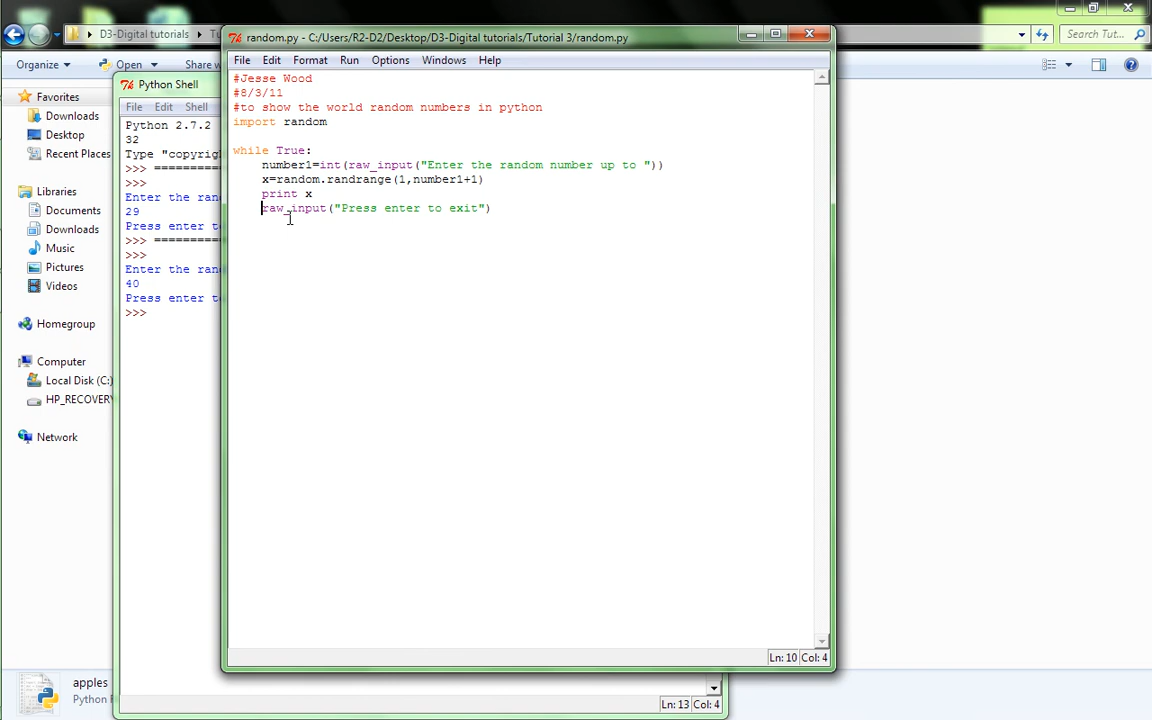 random.py - C:/Users/R2-D2/Desktop/D3-Digital tutorials/Tutorial 3/random.py
D3-Digital tutorials
Search Tut...
Organize
Open
Share w
File Edit Format Run Options Windows Help
#Jesse Wood
#8/3/11
#to show the world random numbers in python
import random
while True:
number1=int(raw_input("Enter the random number up to "))
x=random.randrange(1,number1+1)
print x
raw_input("Press enter to exit")
Ln: 10 Col: 4
Python Shell
File Edit Shell
Python 2.7.2
32
Type "copyrig
>>> ====
>>>
Enter the ran
29
Press enter t
>>> ====
>>>
Enter the ran
40
Press enter t
>>>
Ln: 13 Col: 4
Favorites
Downloads
Desktop
Recent Places
Libraries
Documents
Downloads
Music
Pictures
Videos
Homegroup
Computer
Local Disk (C:)
HP_RECOVERY
Network
apples
Python